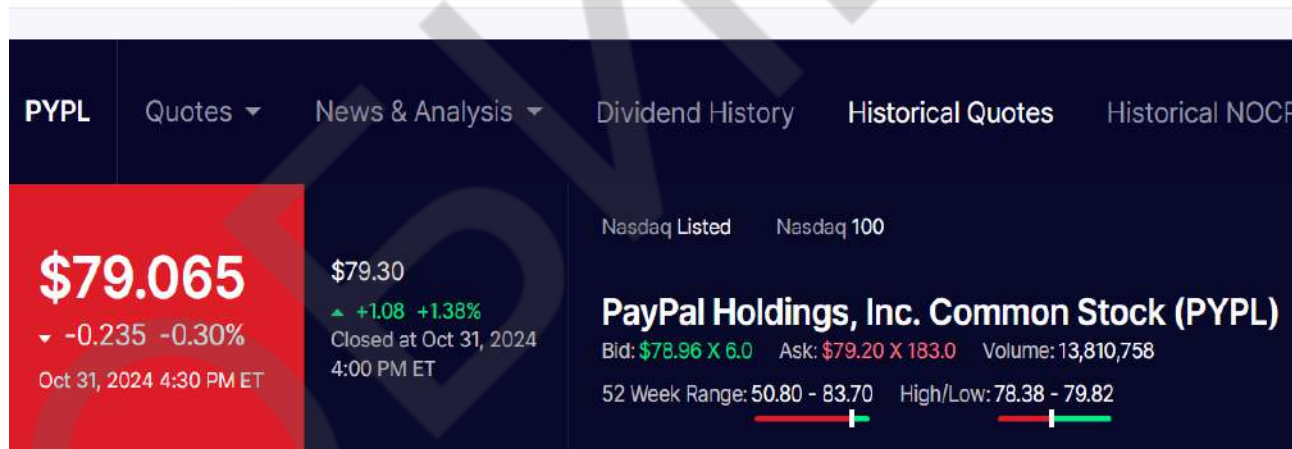 PYPL Quotes News & Analysis Dividend History Historical Quotes Historical NOCP
$79.065
-0.235 -0.30%
Oct 31, 2024 4:30 PM ET
$79.30
+1.08 +1.38%
Closed at Oct 31, 2024
4:00 PM ET
Nasdaq Listed Nasdaq 100
PayPal Holdings, Inc. Common Stock (PYPL)
Bid: $78.96 X 6.0 Ask: $79.20 X 183.0 Volume: 13,810,758
52 Week Range: 50.80 - 83.70 High/Low: 78.38 - 79.82